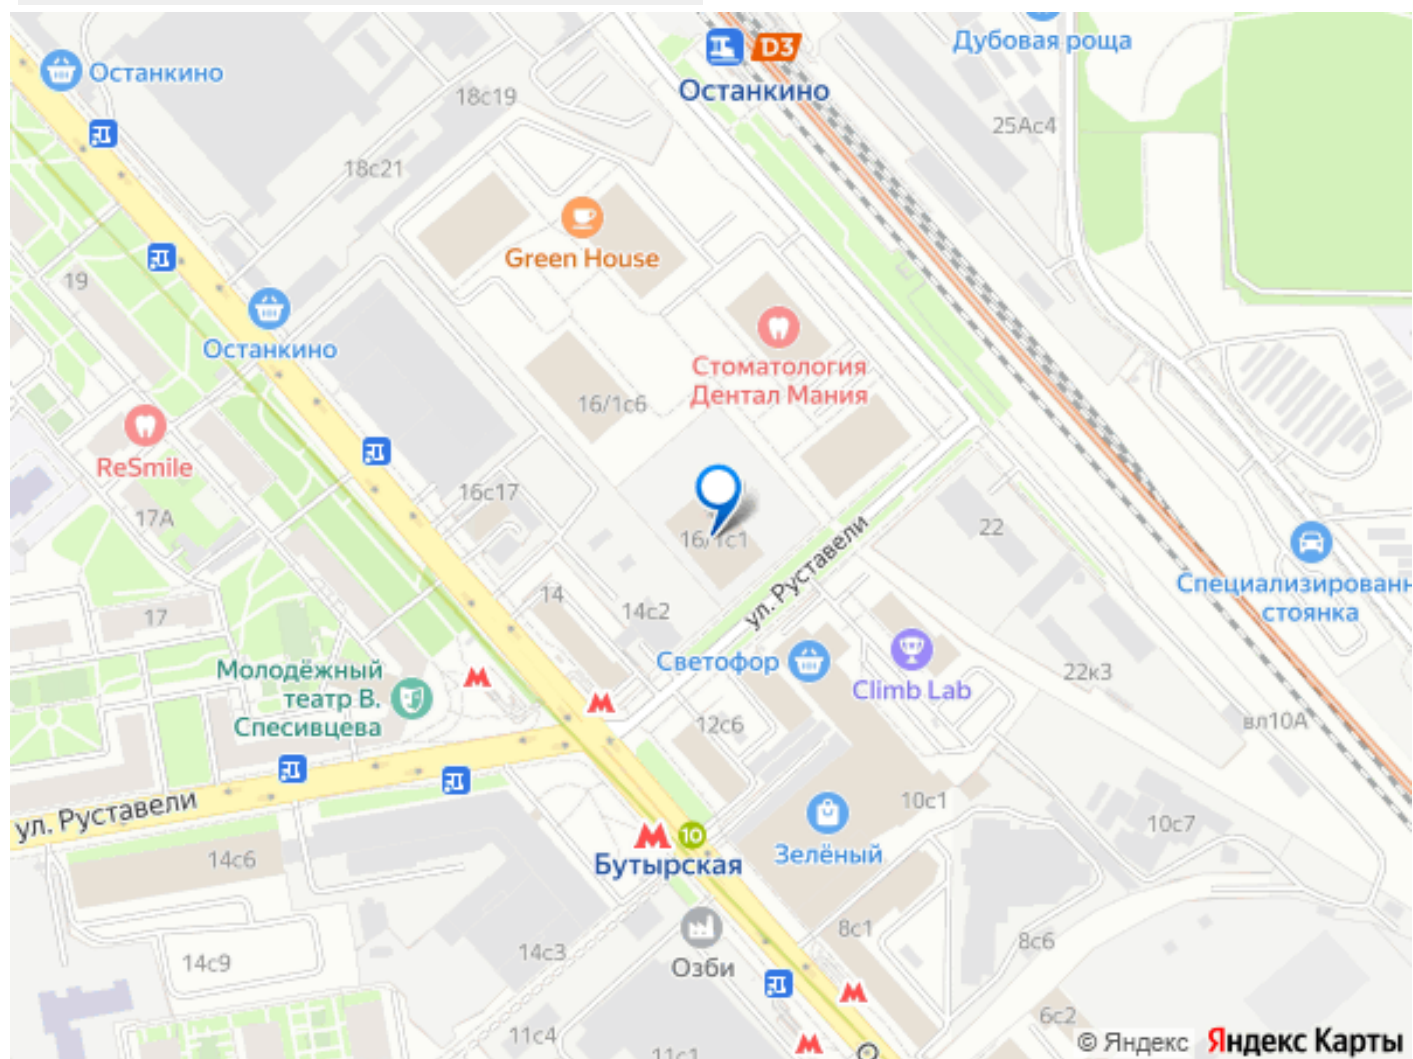 D3
Останкино
Дубовая роща
Останкино
18с19
25Ас4
18с21
Green House
19
Останкино
Стоматология
Дентал Мания
16/1с6
ReSmile
16с17
17А
16/1с1
22
ул. Руставели
Специализированн
стоянка
14
14с2
17
Светофор
Climb Lab
22к3
Молодёжный
театр В.
Спесивцева
12с6
вл10А
ул. Руставели
10с1
10с7
10
Бутырская
Зелёный
14с6
8с1
8с6
14с3
14с9
Озби
6с2
11с4
11с1
© Яндекс Яндекс Карты